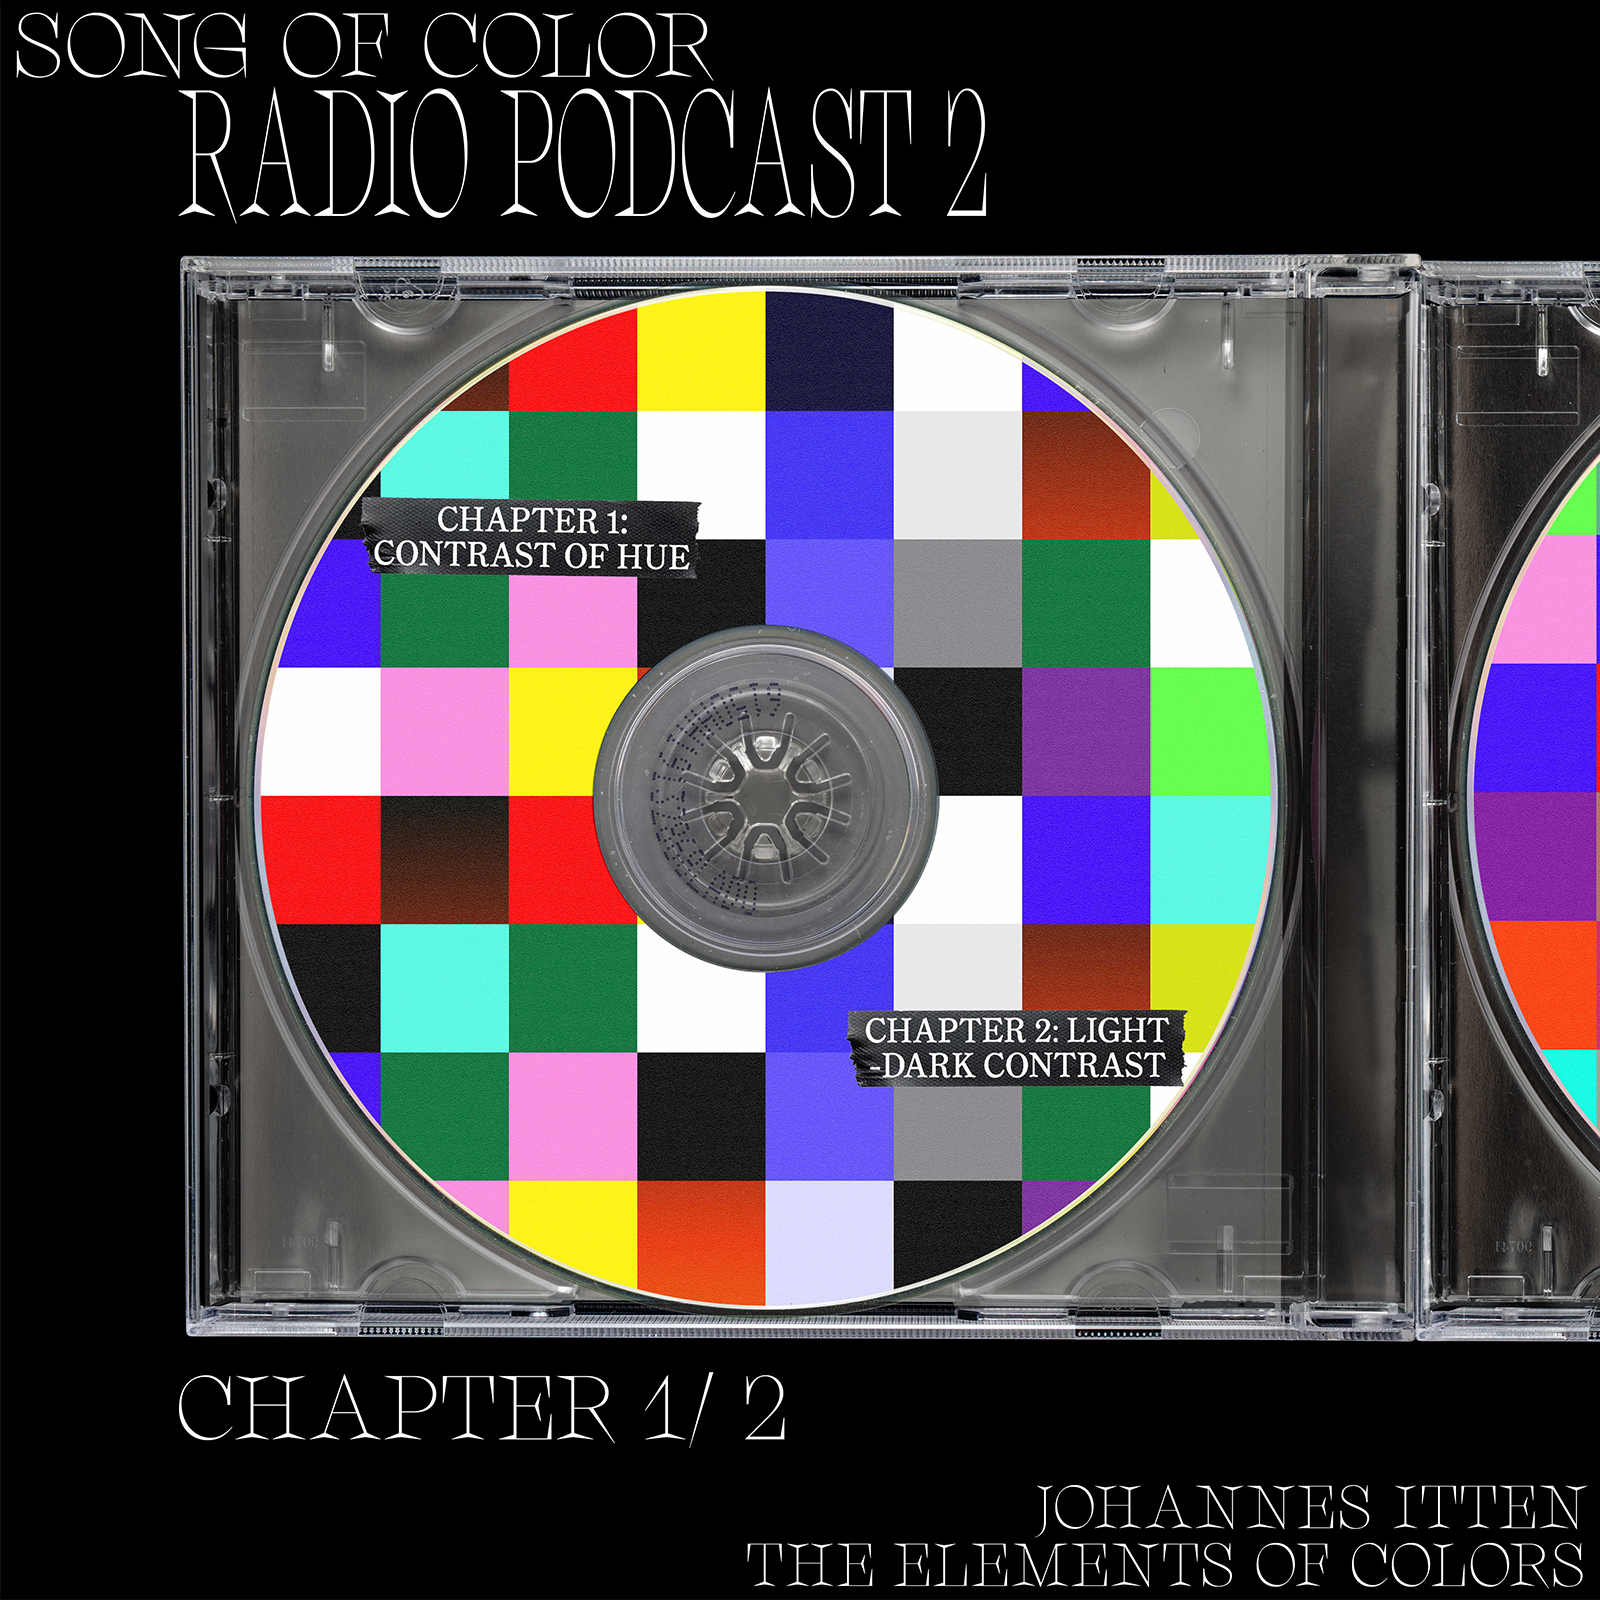 SONG OF COLOR
RADIO PODCAST 2
CHAPTER 1:
CONTRAST OF HUE
CHAPTER 2: LIGHT
-DARK CONTRAST
CHAPTER 1/ 2
JOHANNES ITTEN
THE ELEMENTS OF COLORS